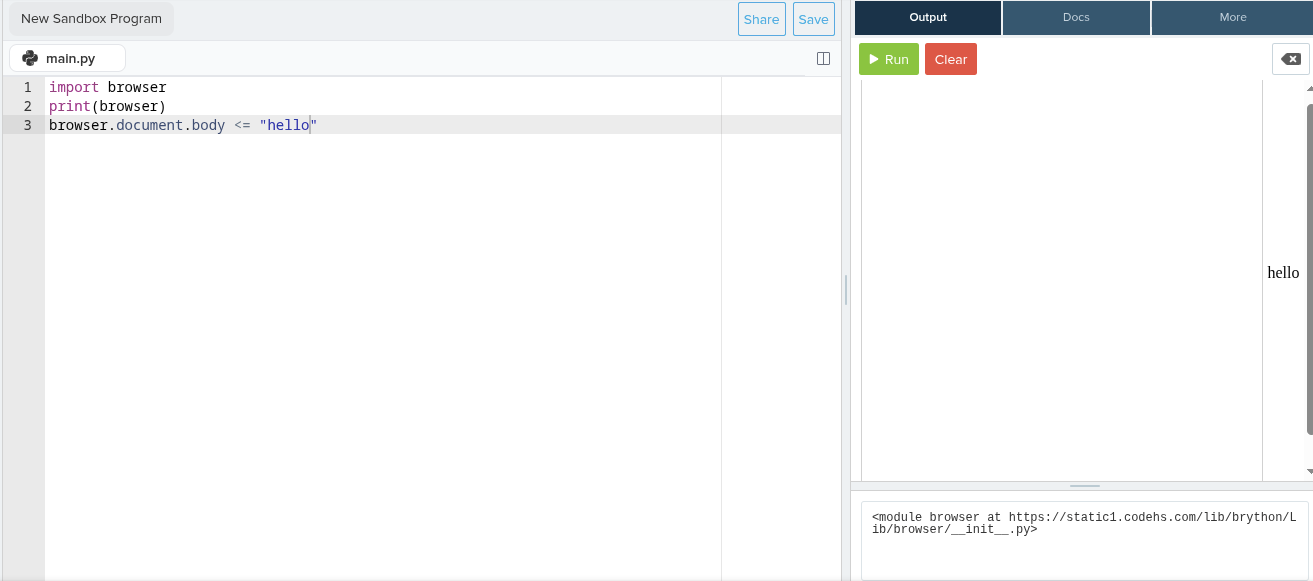 New Sandbox Program
Share
Save
Output
Docs
More
main.py
Run
Clear
1 import browser
2 print(browser)
3 browser.document.body <= "hello"
hello
<module browser at https://static1.codehs.com/lib/brython/L
ib/browser/__init__.py>